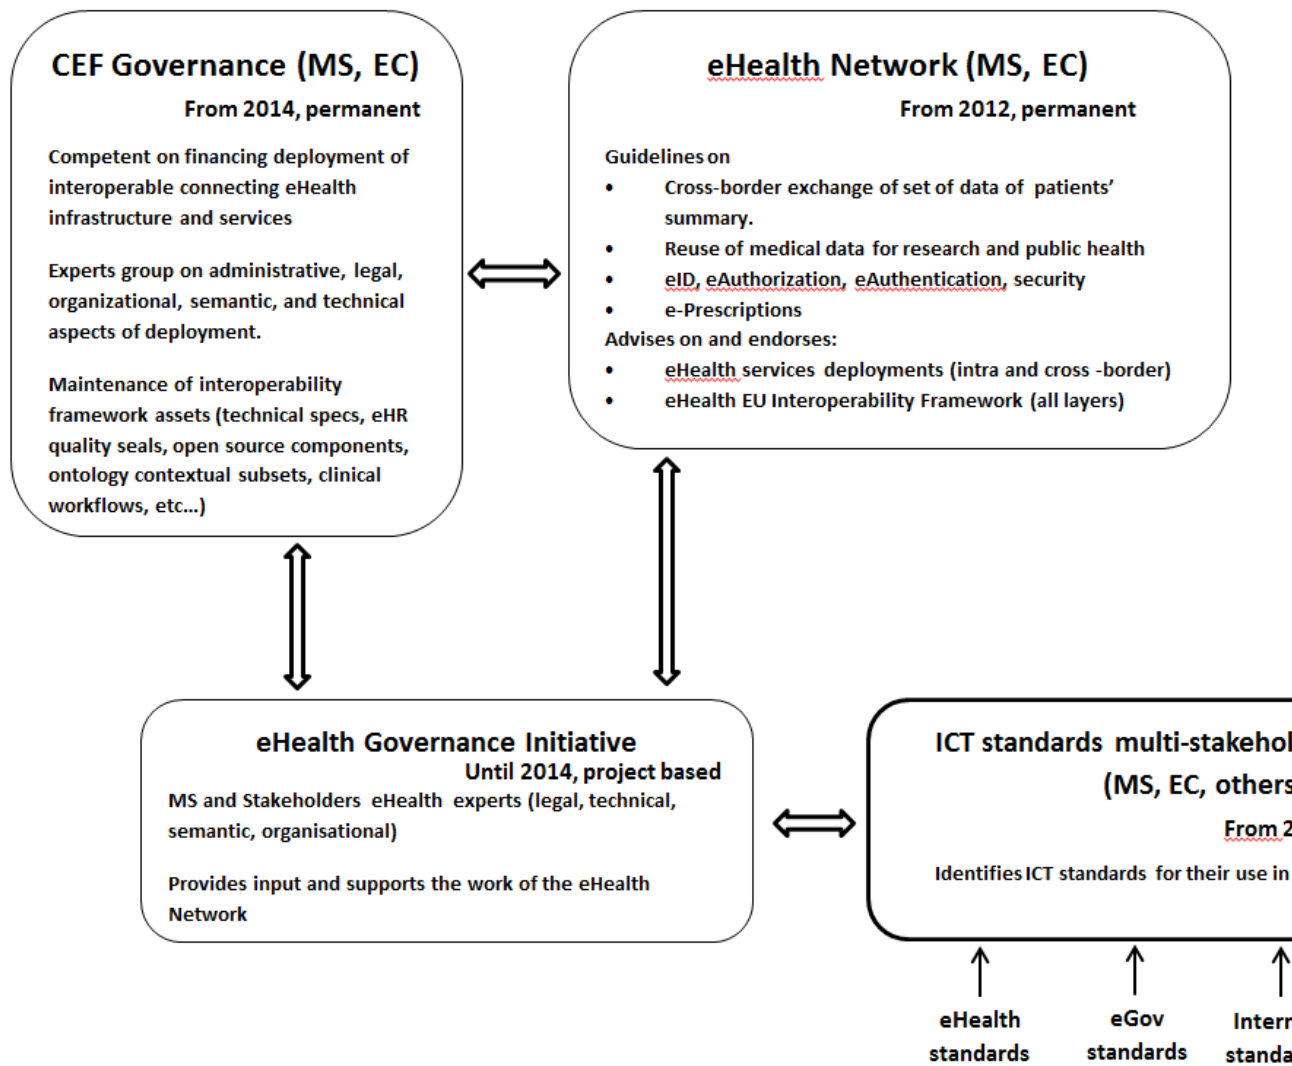 CEF Governance (MS, EC)
From 2014, permanent
Competent on financing deployment of
interoperable connecting eHealth
infrastructure and services
Experts group on administrative, legal,
organizational, semantic, and technical
aspects of deployment.
Maintenance of interoperability
framework assets (technical specs, eHR
quality seals, open source components,
ontology contextual subsets, clinical
workflows, etc...)
eHealth Network (MS, EC)
From 2012, permanent
Guidelines on
• Cross-border exchange of set of data of patients’
summary.
• Reuse of medical data for research and public health
• eID, eAuthorization, eAuthentication, security
• e-Prescriptions
Advises on and endorses:
• eHealth services deployments (intra and cross -border)
• eHealth EU Interoperability Framework (all layers)
eHealth Governance Initiative
Until 2014, project based
MS and Stakeholders eHealth experts (legal, technical,
semantic, organisational)
Provides input and supports the work of the eHealth
Network
ICT standards multi-stakehol
(MS, EC, others
From 2
Identifies ICT standards for their use in
eHealth
standards
eGov
standards
Intern
standa